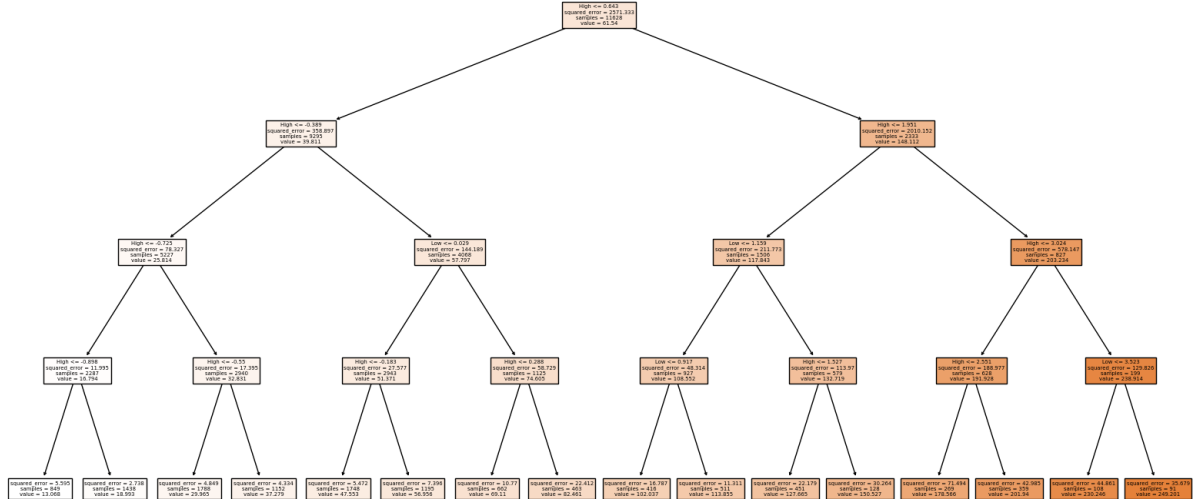 High <= 0.643
squared_error = 2571.333
samples = 11628
value = 61.54
High <= -0.389
squared_error = 358.897
samples = 9295
value = 39.811
High <= 1.951
squared_error = 2010.152
samples = 2333
value = 148.112
High <= -0.725
squared_error = 78.327
samples = 5227
value = 25.814
Low <= 0.029
squared_error = 144.189
samples = 4068
value = 57.797
Low <= 1.159
squared_error = 211.773
samples = 1506
value = 117.843
High <= 3.024
squared_error = 578.147
samples = 827
value = 203.234
High <= -0.898
squared_error = 11.995
samples = 2287
value = 16.794
High <= -0.55
squared_error = 17.395
samples = 2940
value = 32.831
High <= -0.183
squared_error = 27.577
samples = 2943
value = 51.371
High <= 0.288
squared_error = 58.729
samples = 1125
value = 74.605
Low <= 0.917
squared_error = 48.314
samples = 927
value = 108.552
High <= 1.527
squared_error = 113.97
samples = 579
value = 132.719
High <= 2.551
squared_error = 188.977
samples = 628
value = 191.928
Low <= 3.523
squared_error = 129.826
samples = 199
value = 238.914
squared_error = 5.595
samples = 849
value = 13.068
squared_error = 2.738
samples = 1438
value = 18.993
squared_error = 4.849
samples = 1788
value = 29.965
squared_error = 4.334
samples = 1152
value = 37.279
squared_error = 5.472
samples = 1748
value = 47.553
squared_error = 7.396
samples = 1195
value = 56.956
squared_error = 10.77
samples = 662
value = 69.11
squared_error = 22.412
samples = 463
value = 82.461
squared_error = 16.787
samples = 416
value = 102.037
squared_error = 11.311
samples = 511
value = 113.855
squared_error = 22.179
samples = 451
value = 127.665
squared_error = 30.264
samples = 128
value = 150.527
squared_error = 71.494
samples = 269
value = 178.566
squared_error = 42.985
samples = 359
value = 201.94
squared_error = 44.861
samples = 108
value = 230.246
squared_error = 35.679
samples = 91
value = 249.201